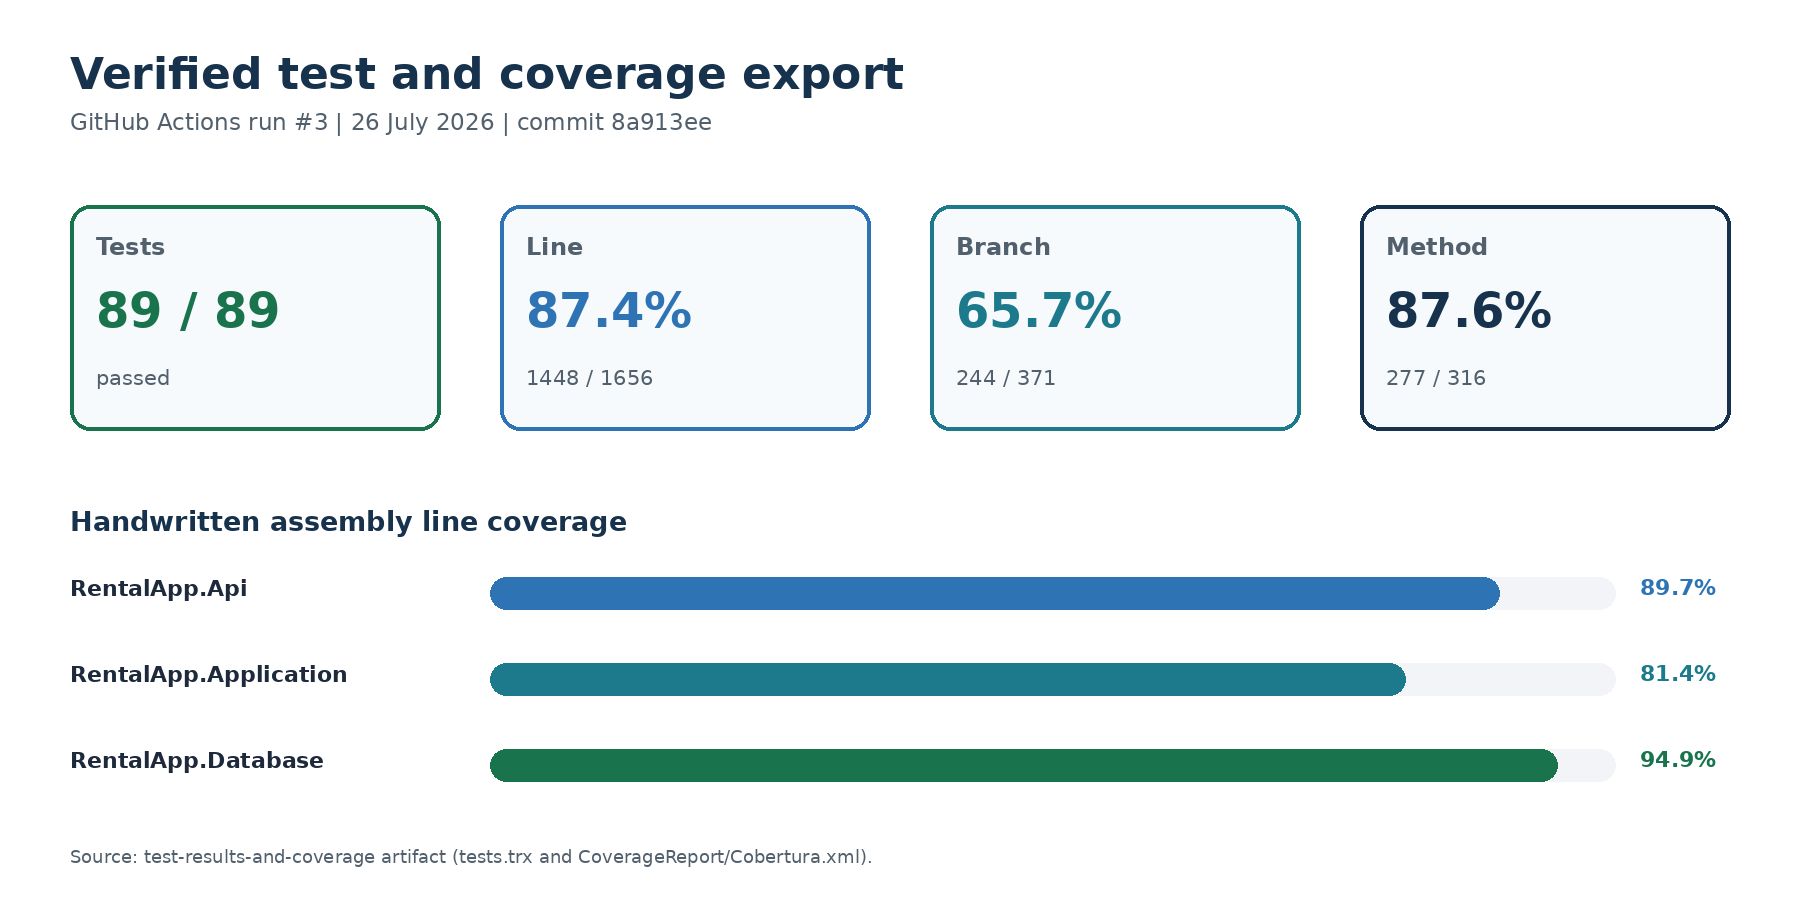 Verified test and coverage export
GitHub Actions run #3 | 26 July 2026 | commit 8a913ee
Tests
89 / 89
passed
Line
87.4%
1448 / 1656
Branch
65.7%
244 / 371
Method
87.6%
277 / 316
Handwritten assembly line coverage
RentalApp.Api 89.7%
RentalApp.Application 81.4%
RentalApp.Database 94.9%
Source: test-results-and-coverage artifact (tests.trx and CoverageReport/Cobertura.xml).